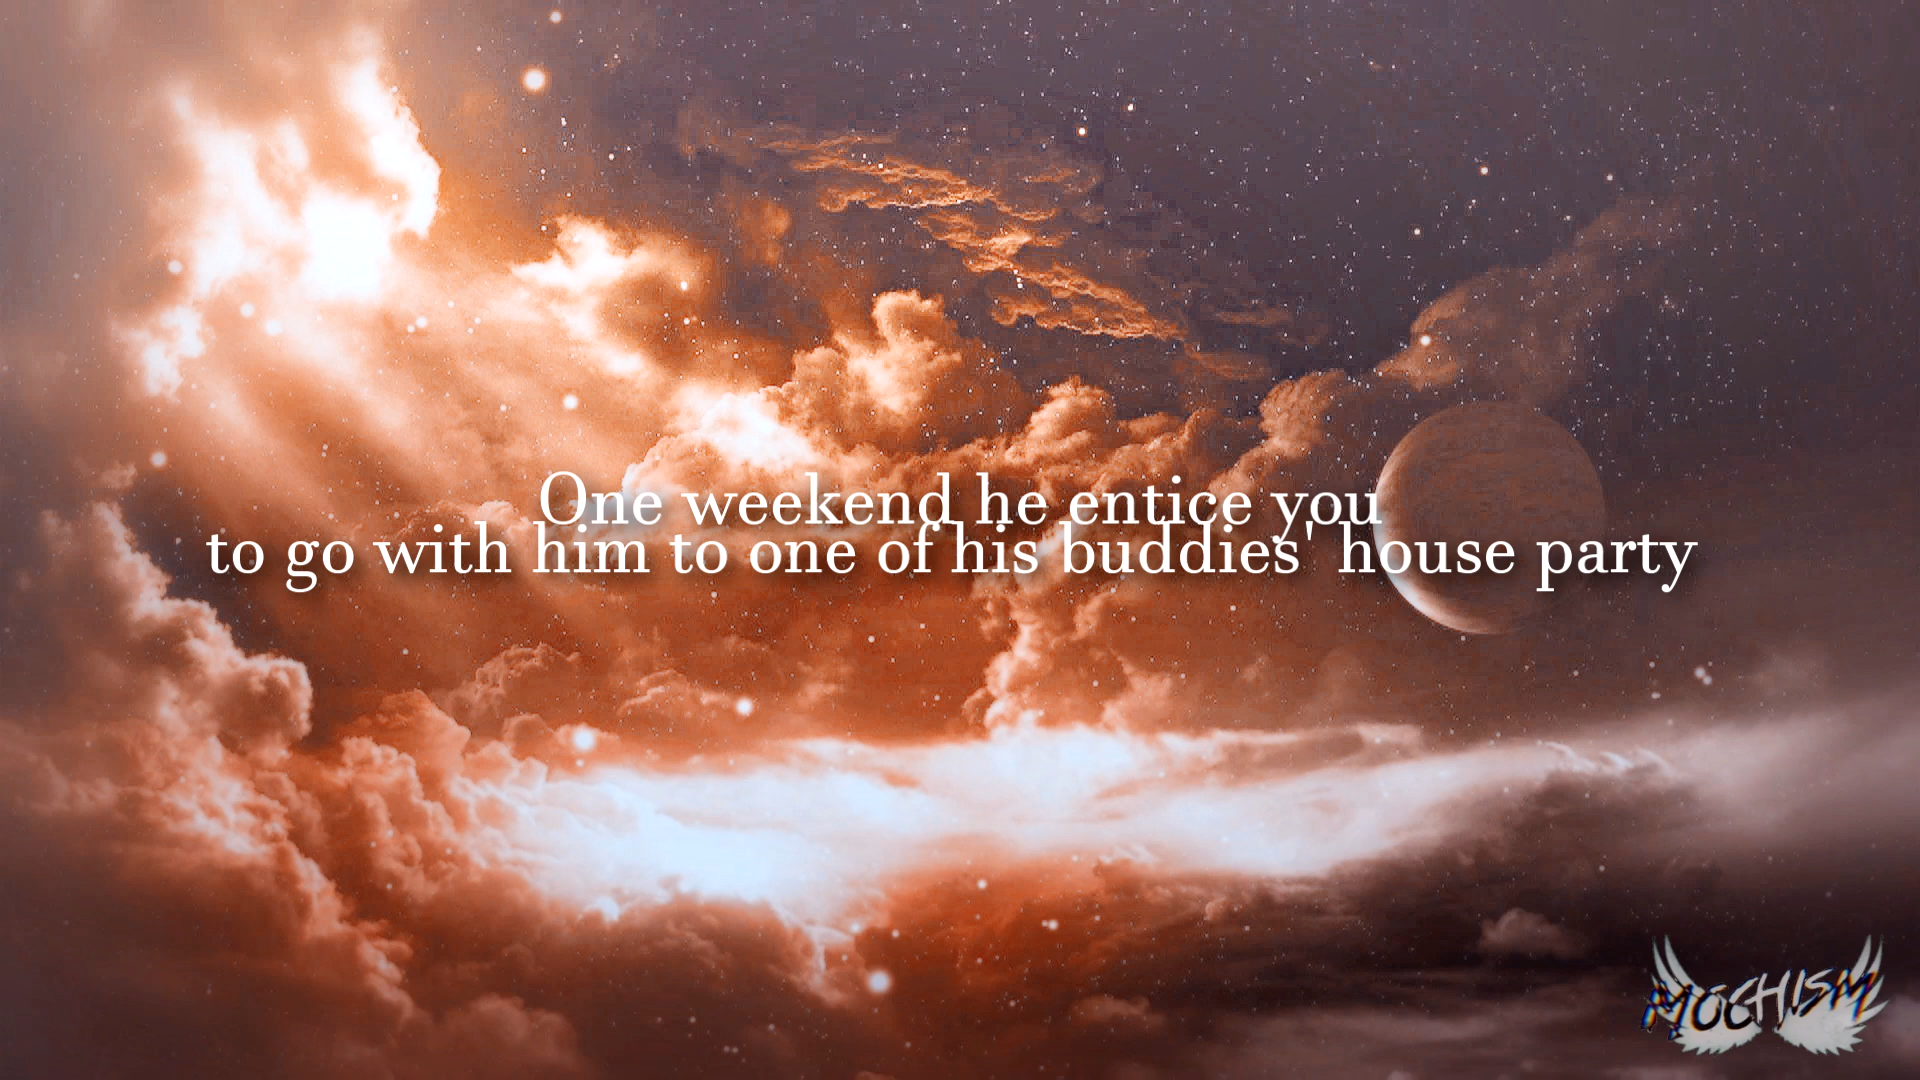 One weekend he entice you
to go with him to one of his buddies' house party
MOCHISM